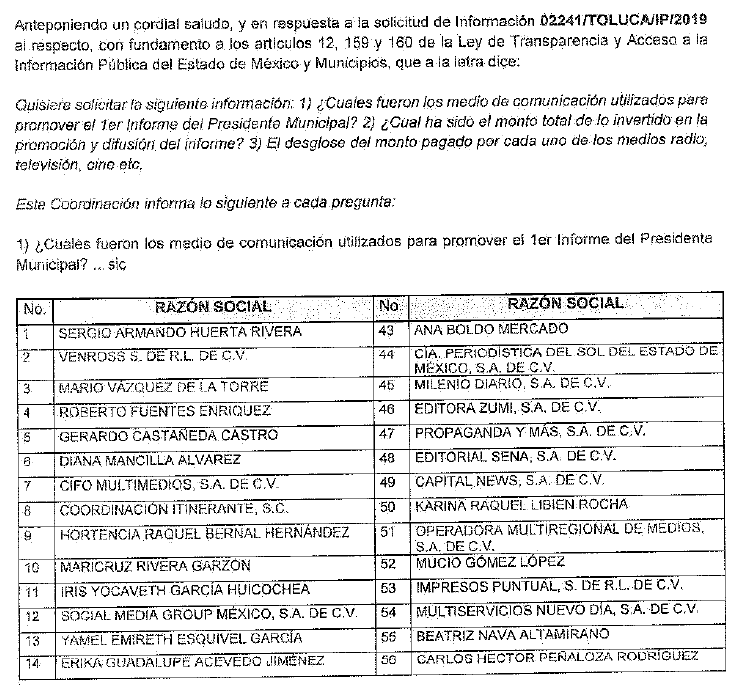 Anteponiendo un cordial saludo, y en respuesta a la solicitud de Información 02241/TOLUCA/IP/2019
al respecto, con fundamento a los artículos 12, 159 y 160 de la Ley de Transparencia y Acceso a la
Información Pública del Estado de México y Municipios, que a la letra dice:
Quisiera solicitar la siguiente información: 1) ¿Cuales fueron los medio de comunicación utilizados para
promover el 1er Informe del Presidente Municipal? 2) ¿Cual ha sido el monto total de lo invertido en la
promoción y difusión del informe? 3) El desglose del monto pagado por cada uno de los medios radio,
televisión, cine etc.
Este Coordinación informa lo siguiente a cada pregunta:
1) ¿Cuáles fueron los medio de comunicación utilizados para promover el 1er Informe del Presidente
Municipal? ... sic
No. RAZÓN SOCIAL No. RAZÓN SOCIAL
1 SERGIO ARMANDO HUERTA RIVERA 43 ANA BOLDO MERCADO
2 VENROSS S. DE R.L. DE C.V. 44 CÍA. PERIODÍSTICA DEL SOL DEL ESTADO DE
MÉXICO, S.A. DE C.V.
3 MARIO VÁZQUEZ DE LA TORRE 45 MILENIO DIARIO, S.A. DE C.V.
4 ROBERTO FUENTES ENRIQUEZ 46 EDITORA ZUMI, S.A. DE C.V.
5 GERARDO CASTAÑEDA CASTRO 47 PROPAGANDA Y MÁS, S.A. DE C.V.
6 DIANA MANCILLA ALVAREZ 48 EDITORIAL SENA, S.A. DE C.V.
7 CIFO MULTIMEDIOS, S.A. DE C.V. 49 CAPITAL NEWS, S.A. DE C.V.
8 COORDINACIÓN ITINERANTE, S.C. 50 KARINA RAQUEL LIBIEN ROCHA
9 HORTENCIA RAQUEL BERNAL HERNÁNDEZ 51 OPERADORA MULTIREGIONAL DE MEDIOS,
S.A. DE C.V.
10 MARICRUZ RIVERA GARZÓN 52 MUCIO GÓMEZ LÓPEZ
11 IRIS YOCAVETH GARCÍA HUICOCHEA 53 IMPRESOS PUNTUAL, S. DE R.L. DE C.V.
12 SOCIAL MEDIA GROUP MÉXICO, S.A. DE C.V. 54 MULTISERVICIOS NUEVO DÍA, S.A. DE C.V.
13 YAMEL EMIRETH ESQUIVEL GARCÍA 55 BEATRIZ NAVA ALTAMIRANO
14 ERIKA GUADALUPE ACEVEDO JIMÉNEZ 56 CARLOS HECTOR PEÑALOZA RODRÍGUEZ